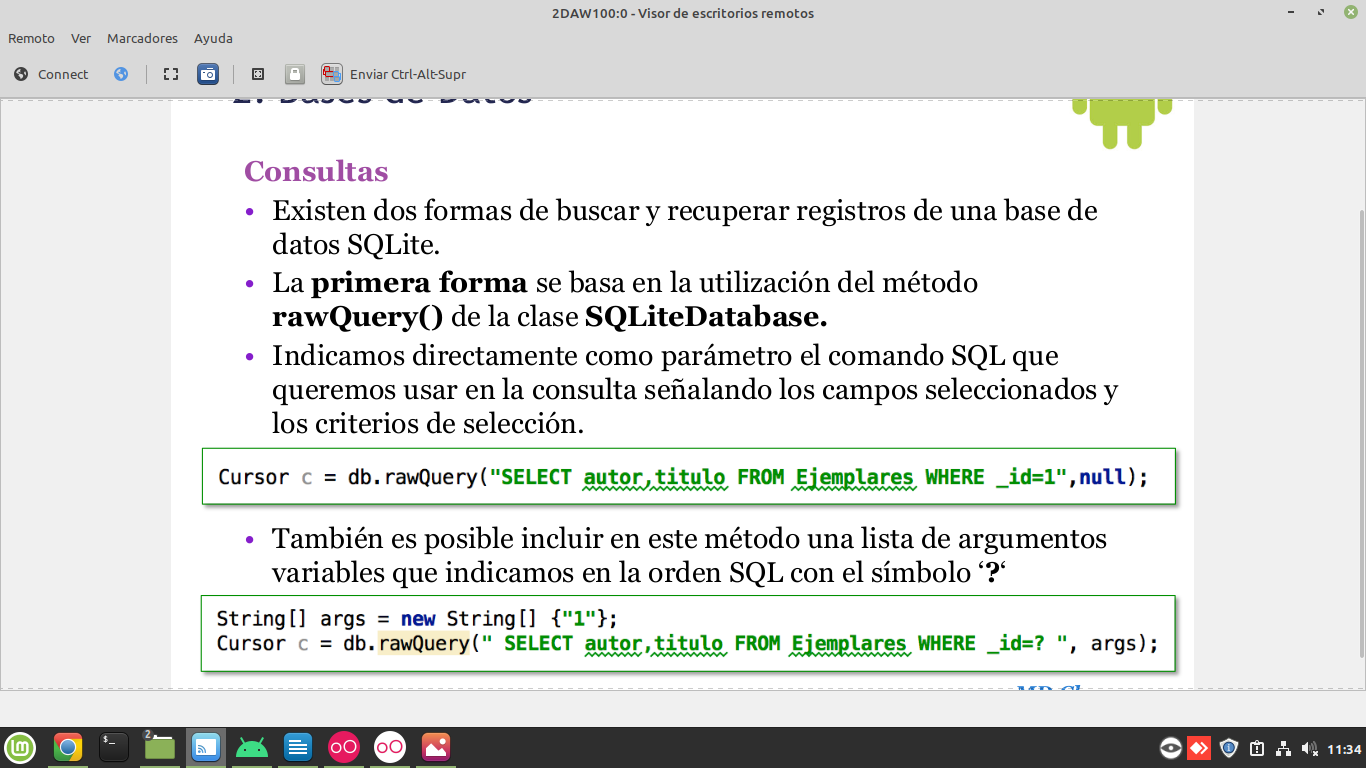 2DAW100:0 - Visor de escritorios remotos
Remoto Ver Marcadores Ayuda
Connect Enviar Ctrl-Alt-Supr
2. Bases de Datos
Consultas
• Existen dos formas de buscar y recuperar registros de una base de
datos SQLite.
• La primera forma se basa en la utilización del método
rawQuery() de la clase SQLiteDatabase.
• Indicamos directamente como parámetro el comando SQL que
queremos usar en la consulta señalando los campos seleccionados y
los criterios de selección.
Cursor c = db.rawQuery("SELECT autor,titulo FROM Ejemplares WHERE _id=1",null);
• También es posible incluir en este método una lista de argumentos
variables que indicamos en la orden SQL con el símbolo ‘?‘
String[] args = new String[] {"1"};
Cursor c = db.rawQuery(" SELECT autor,titulo FROM Ejemplares WHERE _id=? ", args);
2
11:34